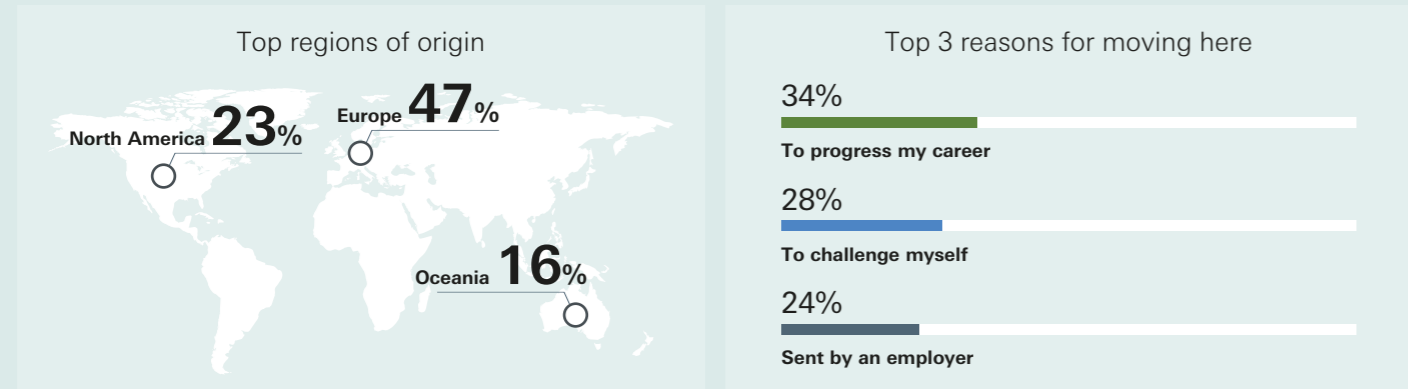 Top regions of origin
North America 23%
Europe 47%
Oceania 16%
Top 3 reasons for moving here
34%
To progress my career
28%
To challenge myself
24%
Sent by an employer